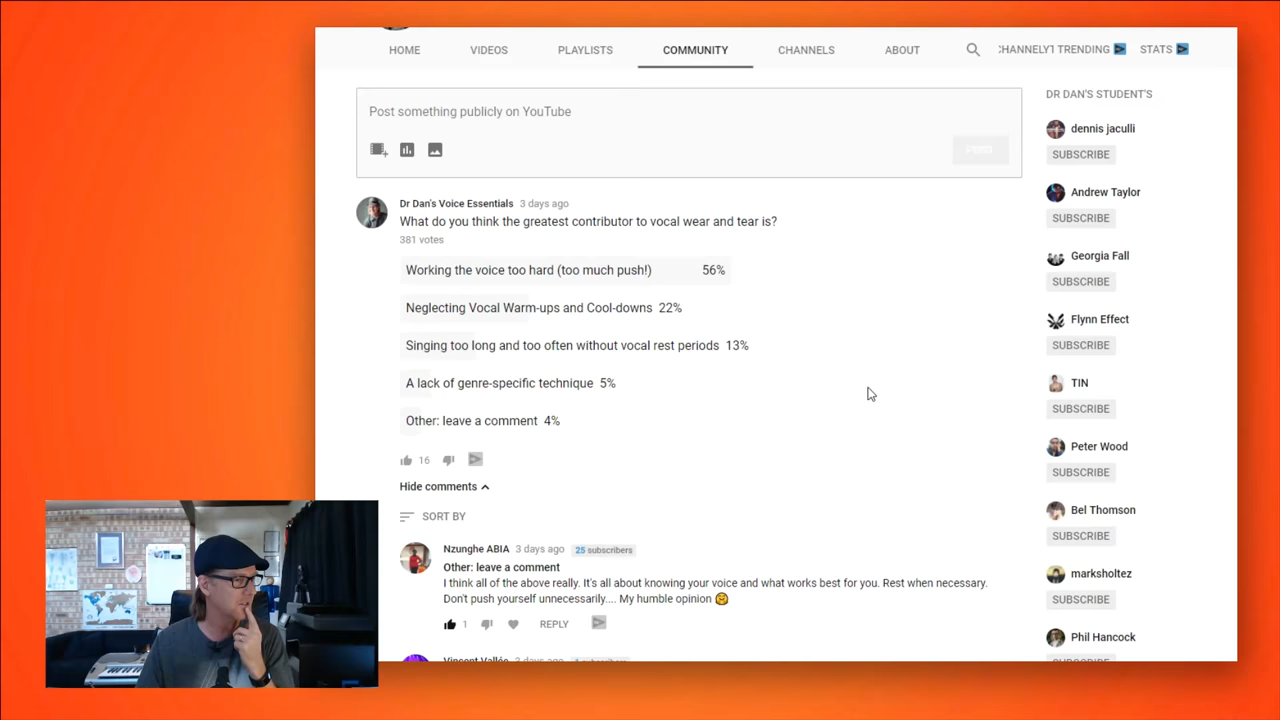 HOME VIDEOS PLAYLISTS COMMUNITY CHANNELS ABOUT CHANNELYT TRENDING STATS
Post something publicly on YouTube
Dr Dan's Voice Essentials 3 days ago
What do you think the greatest contributor to vocal wear and tear is?
381 votes
Working the voice too hard (too much push!) 56%
Neglecting Vocal Warm-ups and Cool-downs 22%
Singing too long and too often without vocal rest periods 13%
A lack of genre-specific technique 5%
Other: leave a comment 4%
16
Hide comments
SORT BY
Nzunghe ABIA 3 days ago 25 subscribers
Other: leave a comment
I think all of the above really. It's all about knowing your voice and what works best for you. Rest when necessary.
Don't push yourself unnecessarily.... My humble opinion 🤗
1 REPLY
Vincent Vallée 3 days ago
DR DAN'S STUDENT'S
dennis jaculli
SUBSCRIBE
Andrew Taylor
SUBSCRIBE
Georgia Fall
SUBSCRIBE
Flynn Effect
SUBSCRIBE
TIN
SUBSCRIBE
Peter Wood
SUBSCRIBE
Bel Thomson
SUBSCRIBE
marksholtez
SUBSCRIBE
Phil Hancock